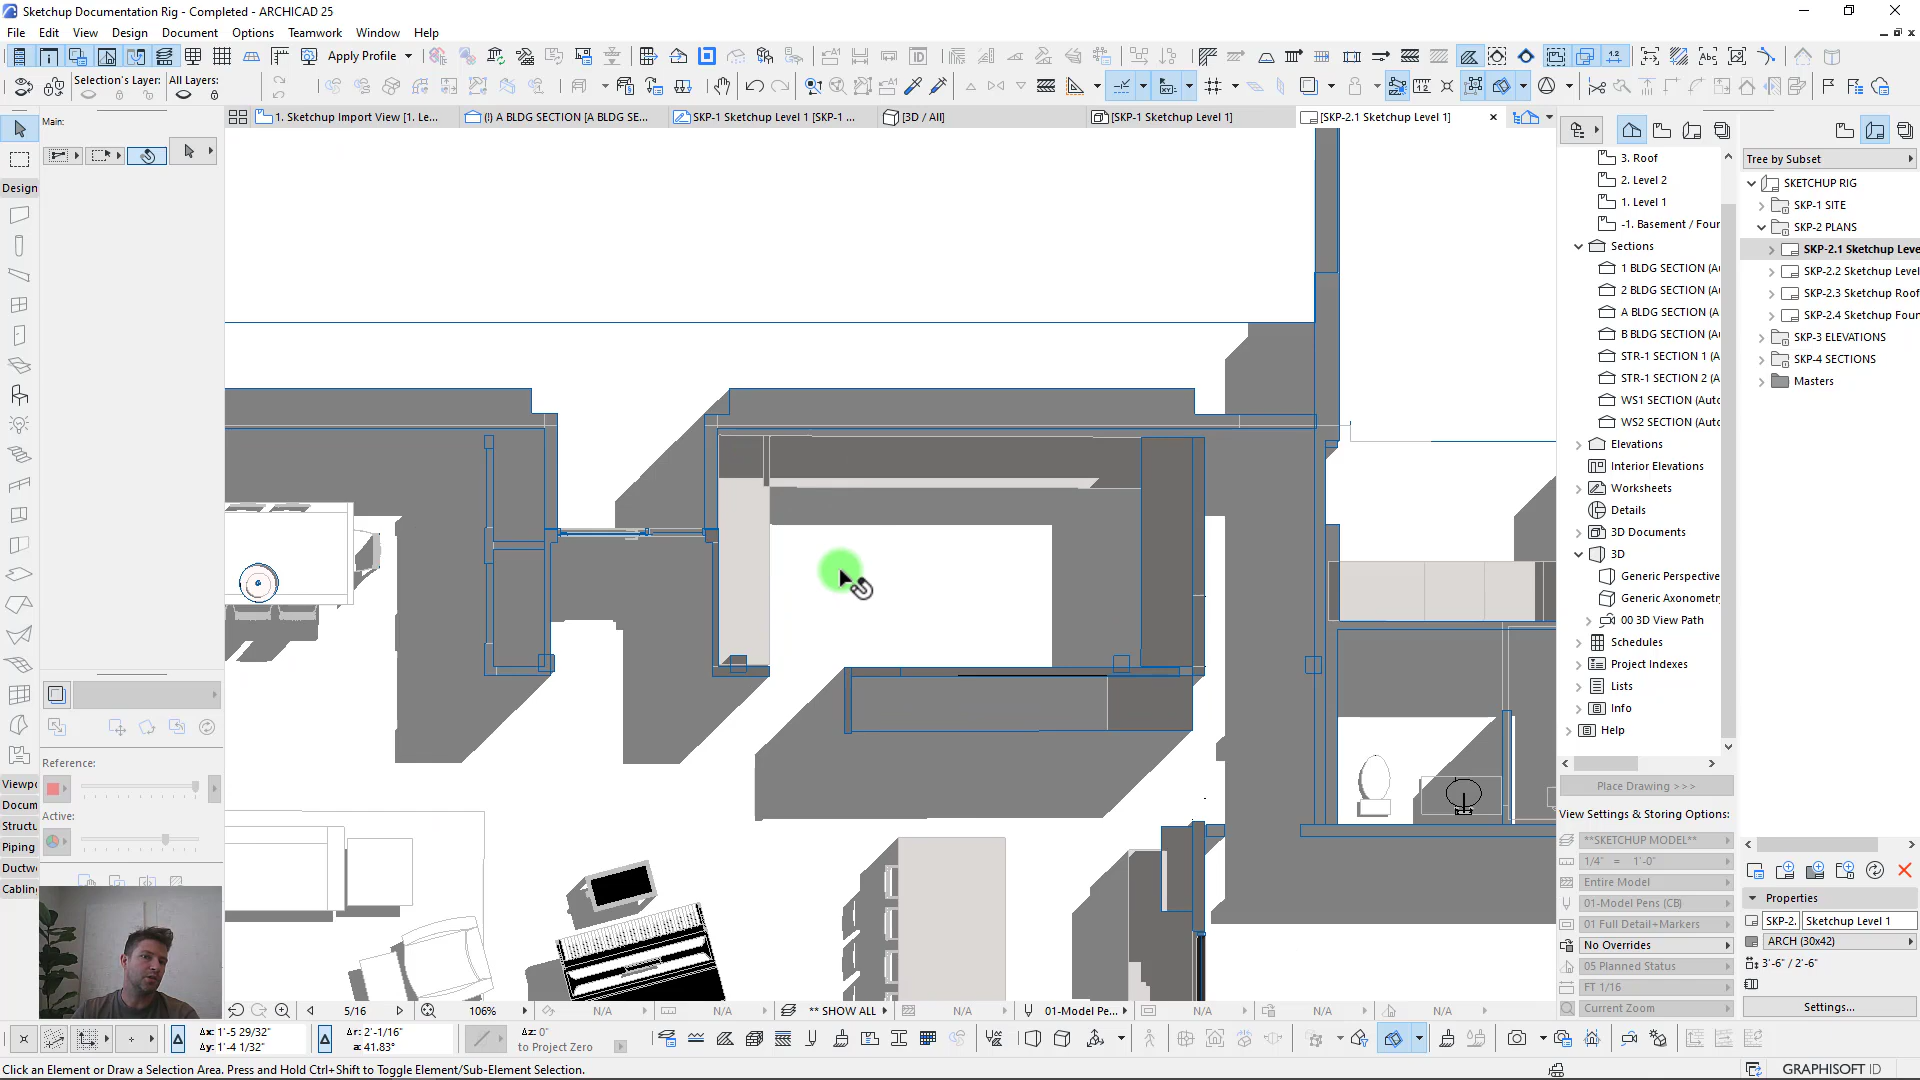 Sketchup Documentation Rig - Completed - ARCHICAD 25
File Edit View Design Document Options Teamwork Window Help
Apply Profile
Selection's Layer: All Layers:
1. Sketchup Import View [1. Le...
(!) A BLDG SECTION [A BLDG SE...
SKP-1 Sketchup Level 1 [SKP-1 ...
[3D / All]
[SKP-1 Sketchup Level 1]
[SKP-2.1 Sketchup Level 1]
Main:
Design
Viewp
Docum
Structu
Piping
Ductwo
Cabling
Reference:
Active:
3. Roof
2. Level 2
1. Level 1
-1. Basement / Four
Sections
1 BLDG SECTION (Au
2 BLDG SECTION (Au
A BLDG SECTION (A
B BLDG SECTION (A
STR-1 SECTION 1 (A
STR-1 SECTION 2 (A
WS1 SECTION (Auto
WS2 SECTION (Auto
Elevations
Interior Elevations
Worksheets
Details
3D Documents
3D
Generic Perspective
Generic Axonometr
00 3D View Path
Schedules
Project Indexes
Lists
Info
Help
Place Drawing >>>
View Settings & Storing Options:
**SKETCHUP MODEL**
1/4" = 1'-0"
Entire Model
01-Model Pens (CB)
01 Full Detail+Markers
No Overrides
05 Planned Status
FT 1/16
Current Zoom
Tree by Subset
SKETCHUP RIG
SKP-1 SITE
SKP-2 PLANS
SKP-2.1 Sketchup Leve
SKP-2.2 Sketchup Level
SKP-2.3 Sketchup Roof
SKP-2.4 Sketchup Foun
SKP-3 ELEVATIONS
SKP-4 SECTIONS
Masters
Properties
SKP-2. Sketchup Level 1
ARCH (30x42)
3'-6" / 2'-6"
Settings...
5/16 106% N/A N/A ** SHOW ALL N/A 01-Model Pe... N/A N/A N/A
Δx: 1'-5 29/32" Δr: 2'-1/16" Δz: 0"
Δy: 1'-4 1/32" a: 41.83° to Project Zero
Click an Element or Draw a Selection Area. Press and Hold Ctrl+Shift to Toggle Element/Sub-Element Selection.
GRAPHISOFT ID